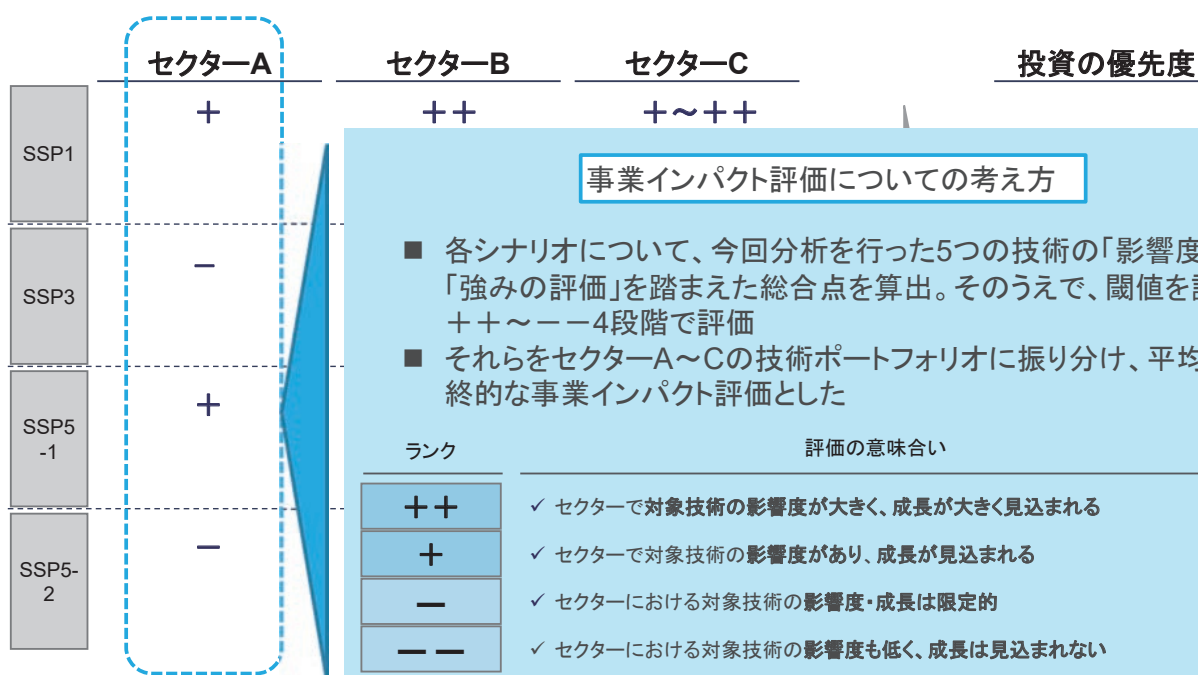 セクターA
セクターB
セクターC
投資の優先度
SSP1
+
++
+~++
事業インパクト評価についての考え方
SSP3
−
SSP5
-1
+
SSP5-
2
−
■ 各シナリオについて、今回分析を行った5つの技術の「影響度
「強みの評価」を踏まえた総合点を算出。そのうえで、閾値を
++~−−4段階で評価
■ それらをセクターA~Cの技術ポートフォリオに振り分け、平均
終的な事業インパクト評価とした
ランク
評価の意味合い
++
✓ セクターで対象技術の影響度が大きく、成長が大きく見込まれる
+
✓ セクターで対象技術の影響度があり、成長が見込まれる
−
✓ セクターにおける対象技術の影響度・成長は限定的
−−
✓ セクターにおける対象技術の影響度も低く、成長は見込まれない